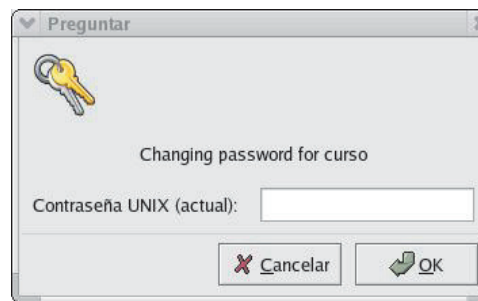 Preguntar
Changing password for curso
Contraseña UNIX (actual):
Cancelar
OK